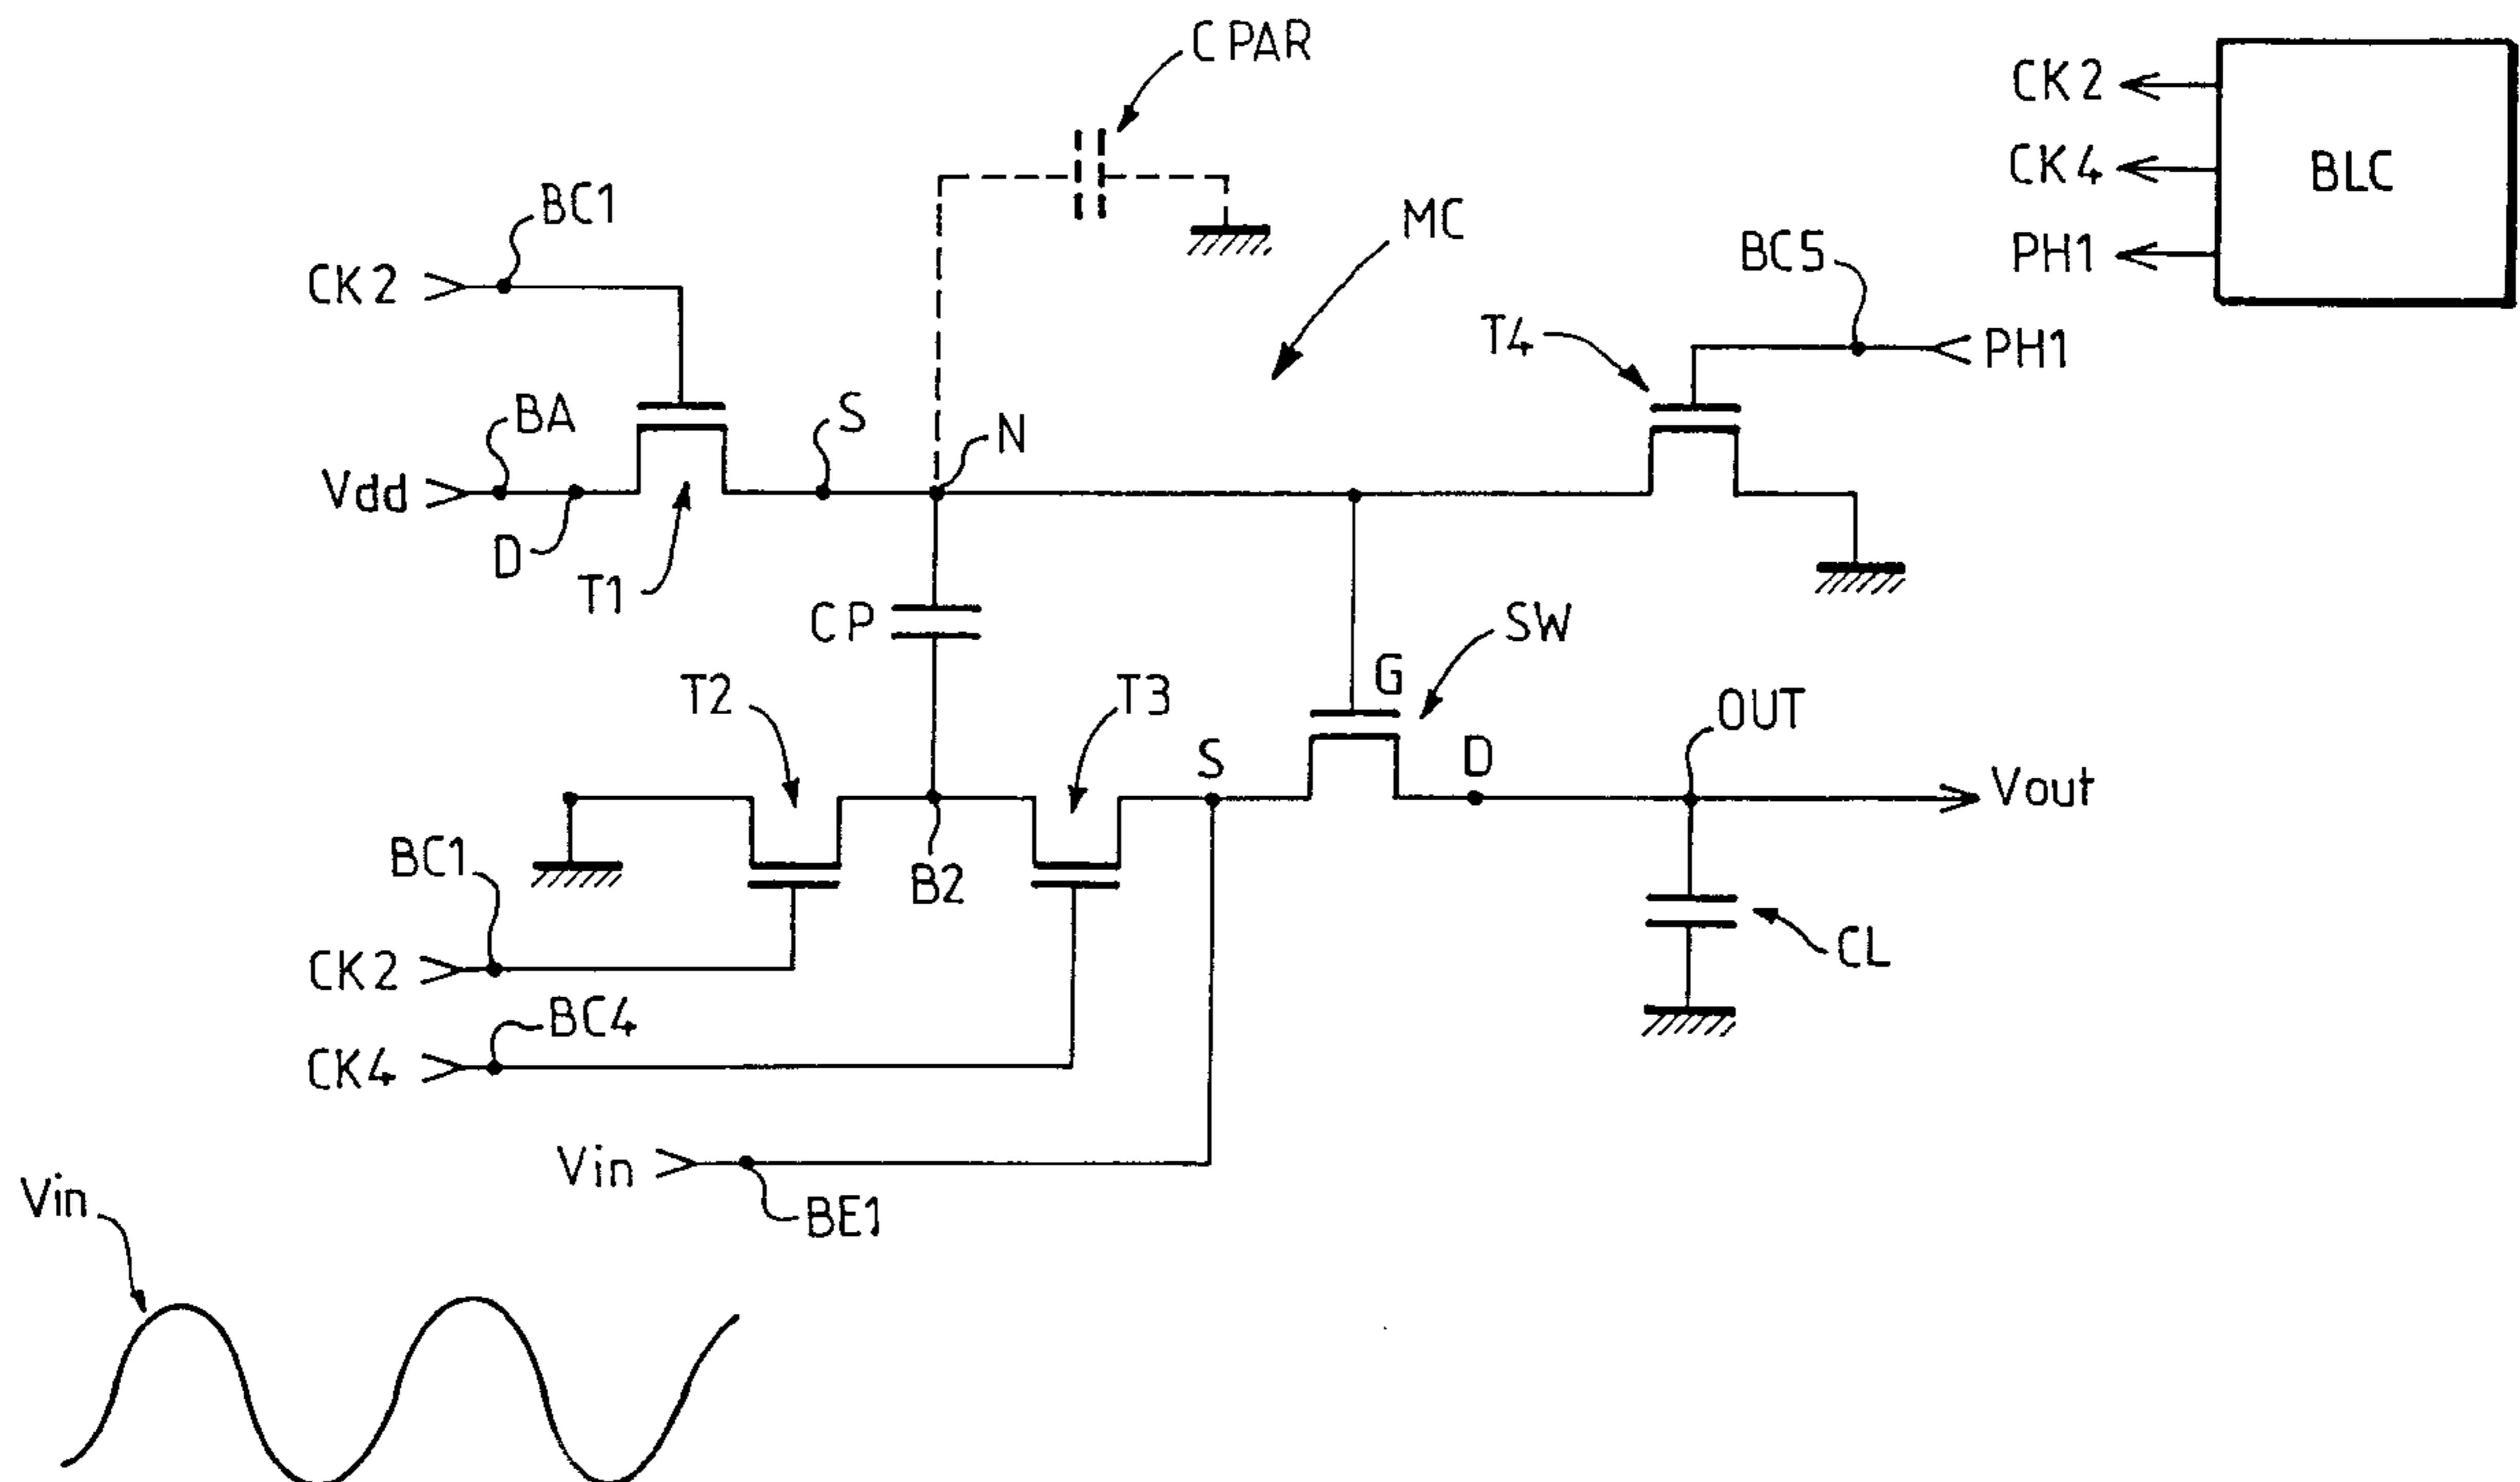 CPAR
CK2
CK4
BLC
PH1
BC1
CK2
MC
BC5
T4
PH1
BA
S
N
Vdd
D
T1
CP
SW
T2
T3
G
OUT
S
D
Vout
BC1
B2
CK2
CL
BC4
CK4
Vin
BE1
Vin